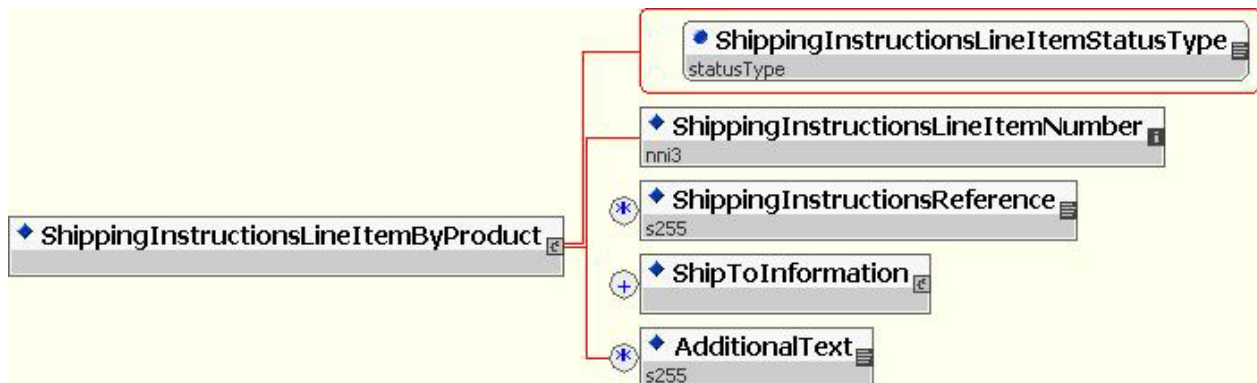 ShippingInstructionsLineItemStatusType
statusType
ShippingInstructionsLineItemNumber
nni3
ShippingInstructionsReference
s255
ShippingInstructionsLineItemByProduct
ShipToInformation
AdditionalText
s255